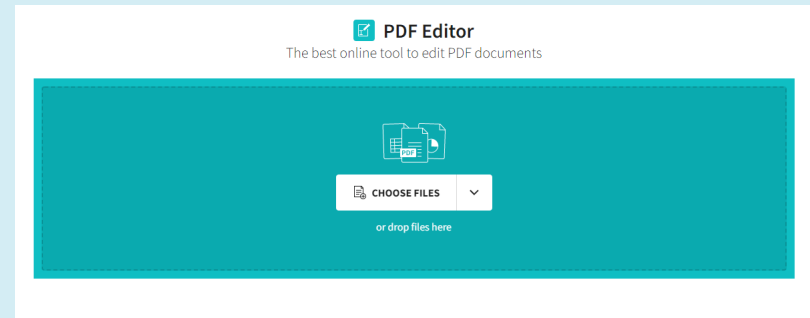 PDF Editor
The best online tool to edit PDF documents
PDF
CHOOSE FILES
or drop files here